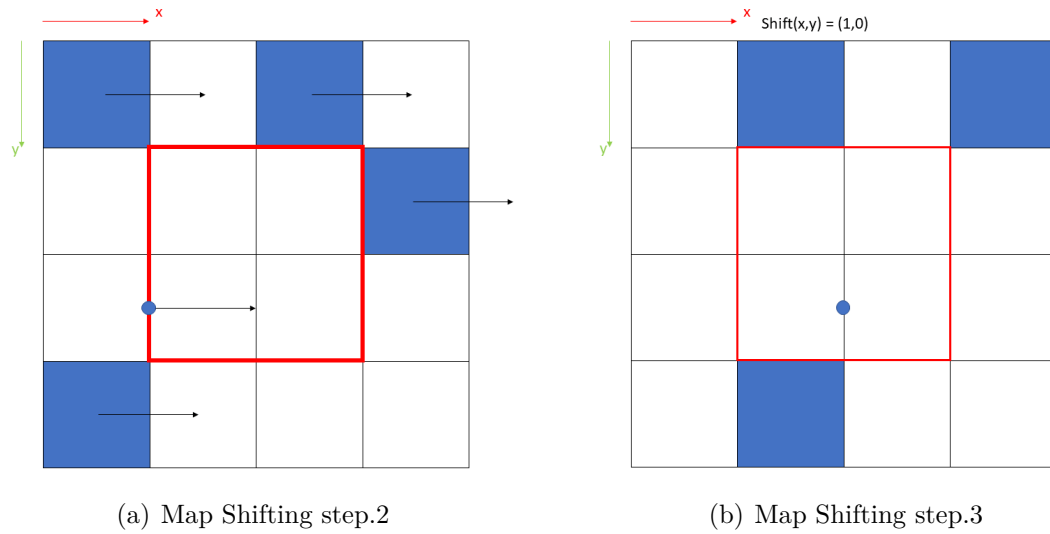 x
y
x
Shift(x,y) = (1,0)
y
(a) Map Shifting step.2
(b) Map Shifting step.3